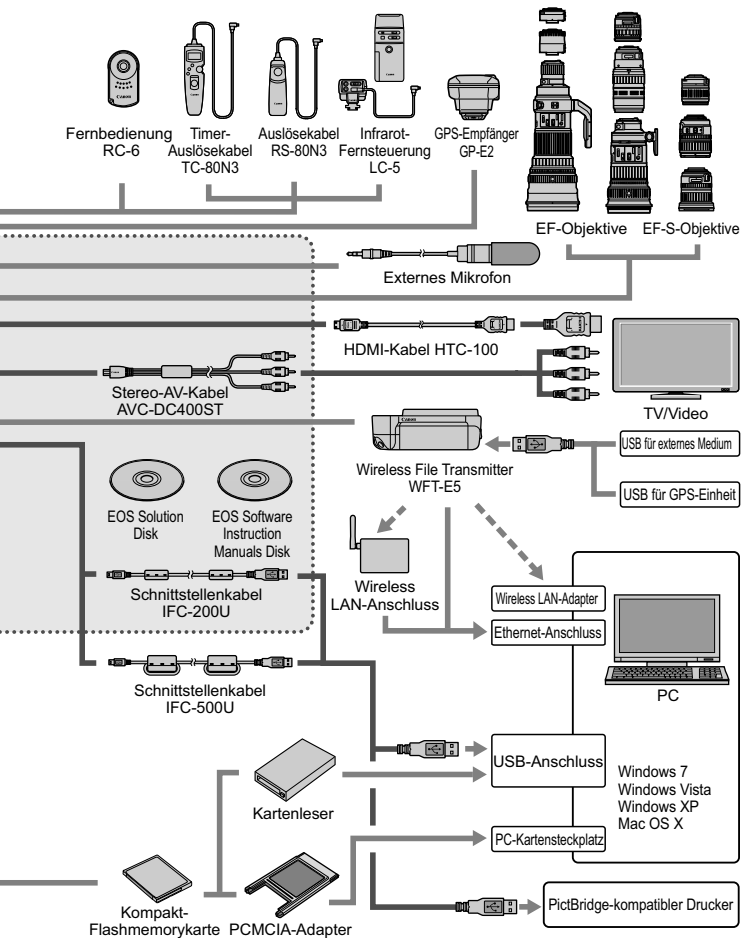 Fernbedienung
RC-6
Timer-
Auslösekabel
TC-80N3
Auslösekabel
RS-80N3
Infrarot-
Fernsteuerung
LC-5
GPS-Empfänger
GP-E2
EF-Objektive
EF-S-Objektive
Externes Mikrofon
HDMI-Kabel HTC-100
Stereo-AV-Kabel
AVC-DC400ST
TV/Video
Wireless File Transmitter
WFT-E5
USB für externes Medium
USB für GPS-Einheit
EOS Solution
Disk
EOS Software
Instruction
Manuals Disk
Wireless
LAN-Anschluss
Wireless LAN-Adapter
Ethernet-Anschluss
Schnittstellenkabel
IFC-200U
PC
Schnittstellenkabel
IFC-500U
USB-Anschluss
Windows 7
Windows Vista
Windows XP
Mac OS X
Kartenleser
PC-Kartensteckplatz
Kompakt-
Flashmemorykarte
PCMCIA-Adapter
PictBridge-kompatibler Drucker